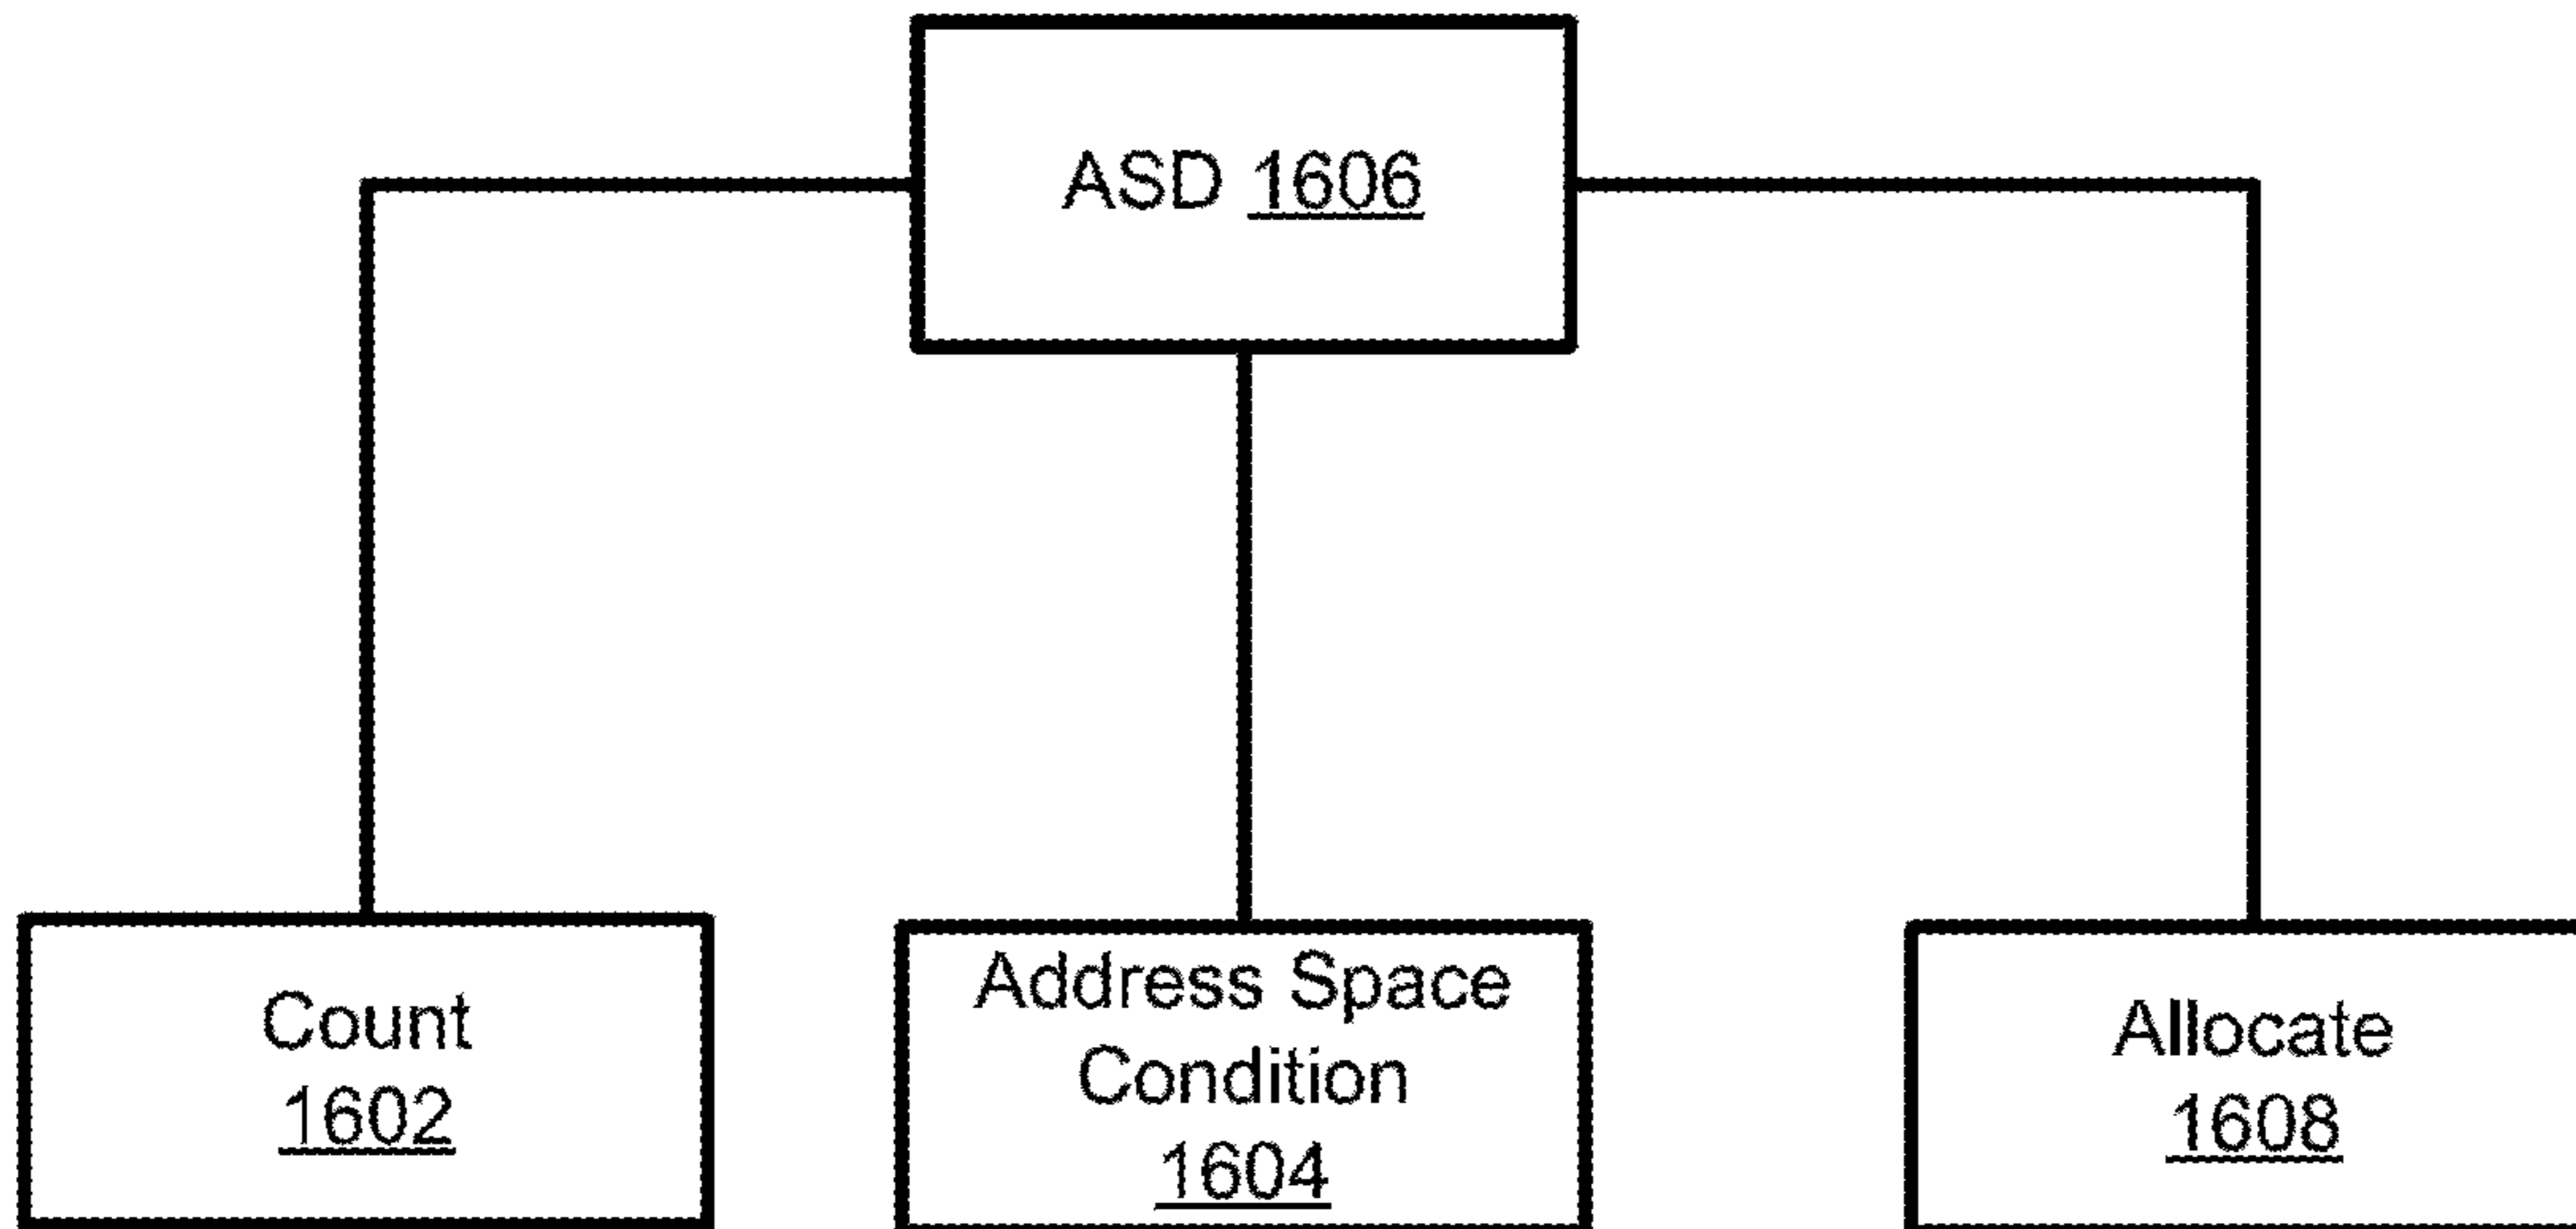 ASD 1606
Count
1602
Address Space
Condition
1604
Allocate
1608